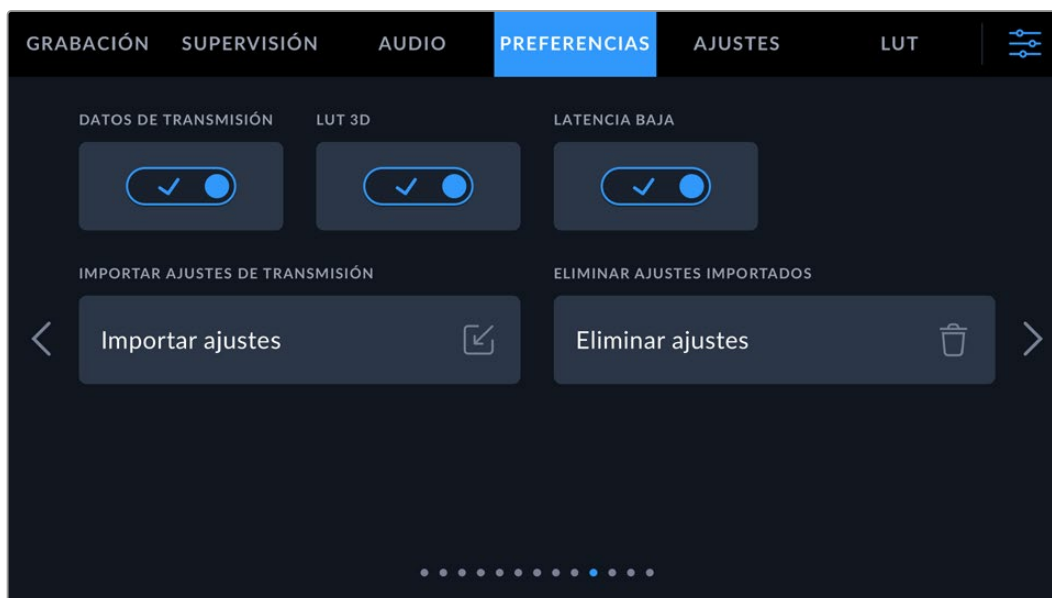 GRABACIÓN SUPERVISIÓN AUDIO PREFERENCIAS AJUSTES LUT
DATOS DE TRANSMISIÓN LUT 3D LATENCIA BAJA
IMPORTAR AJUSTES DE TRANSMISIÓN ELIMINAR AJUSTES IMPORTADOS
Importar ajustes Eliminar ajustes